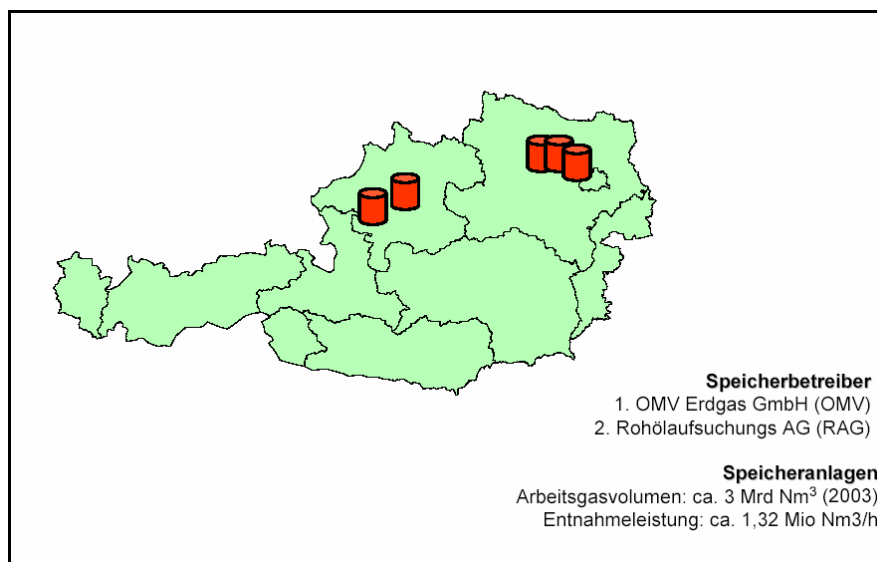 Speicherbetreiber
1. OMV Erdgas GmbH (OMV)
2. Rohölaufsuchungs AG (RAG)
Speicheranlagen
Arbeitsgasvolumen: ca. 3 Mrd Nm³ (2003)
Entnahmeleistung: ca. 1,32 Mio Nm3/h